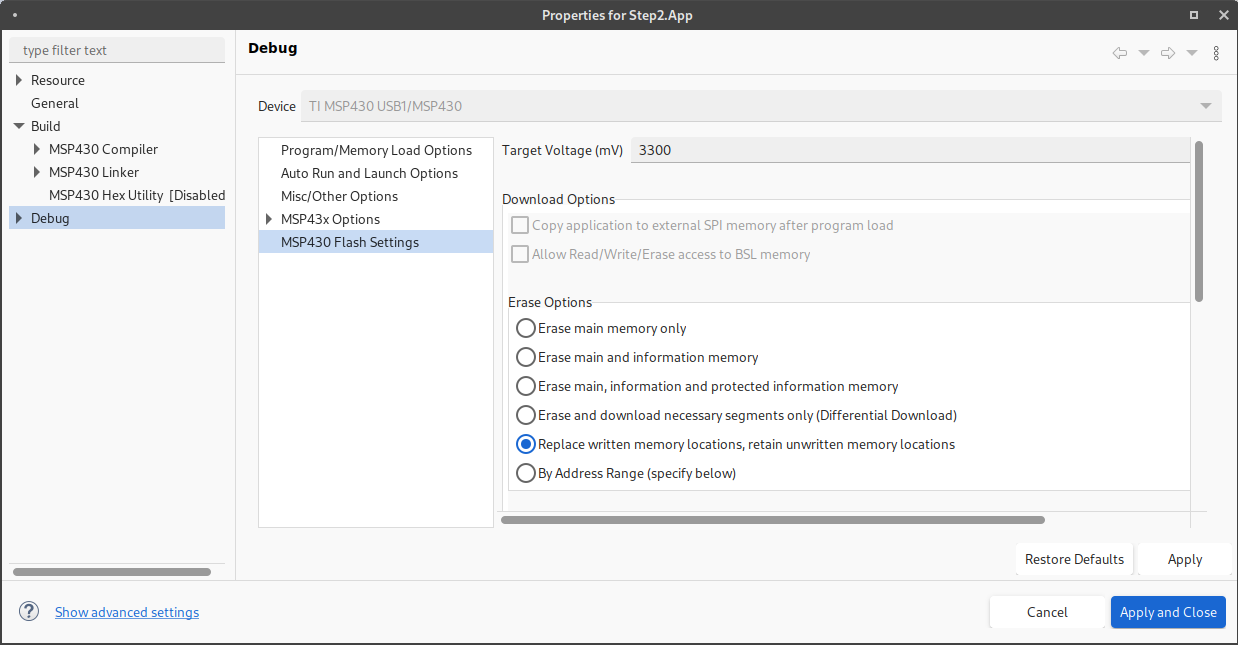 Properties for Step2.App
type filter text
Resource
General
Build
MSP430 Compiler
MSP430 Linker
MSP430 Hex Utility [Disabled
Debug
Debug
Device TI MSP430 USB1/MSP430
Program/Memory Load Options
Auto Run and Launch Options
Misc/Other Options
MSP43x Options
MSP430 Flash Settings
Target Voltage (mV) 3300
Download Options
Copy application to external SPI memory after program load
Allow Read/Write/Erase access to BSL memory
Erase Options
Erase main memory only
Erase main and information memory
Erase main, information and protected information memory
Erase and download necessary segments only (Differential Download)
Replace written memory locations, retain unwritten memory locations
By Address Range (specify below)
Restore Defaults Apply
? Show advanced settings
Cancel Apply and Close